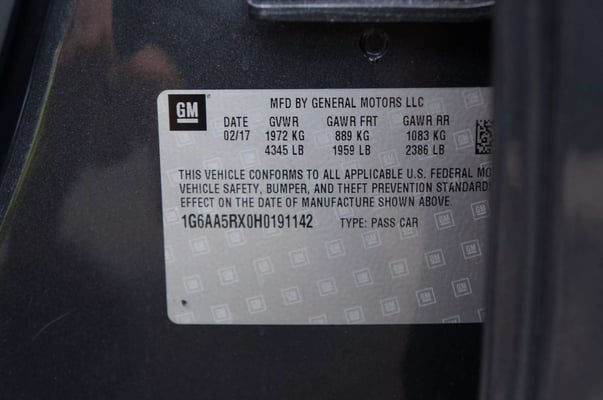 GM MFD BY GENERAL MOTORS LLC
DATE GVWR GAWR FRT GAWR RR
02/17 1972 KG 889 KG 1083 KG
4345 LB 1959 LB 2386 LB
THIS VEHICLE CONFORMS TO ALL APPLICABLE U.S. FEDERAL MO
VEHICLE SAFETY, BUMPER, AND THEFT PREVENTION STANDARD
EFFECT ON THE DATE OF MANUFACTURE SHOWN ABOVE.
1G6AA5RX0H0191142 TYPE: PASS CAR